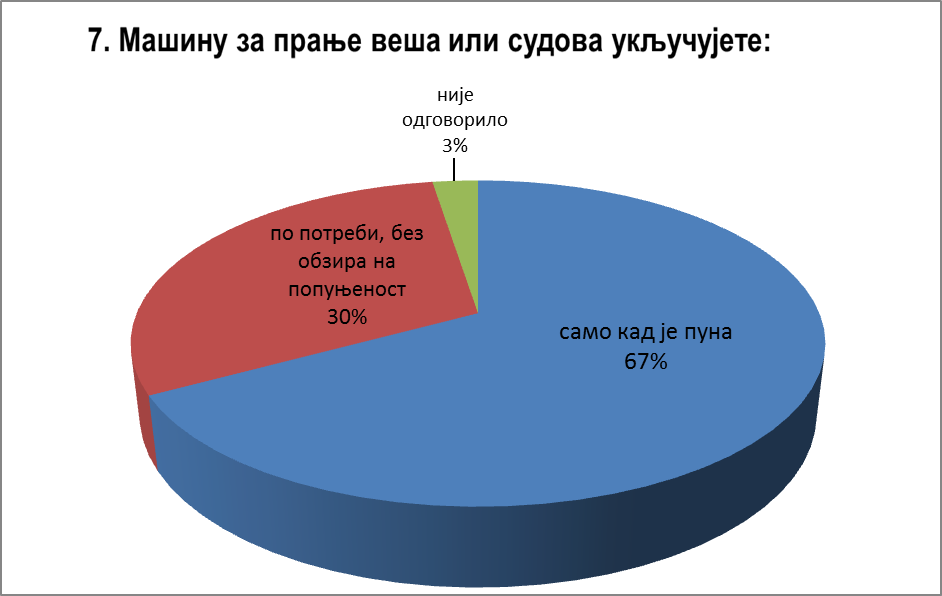 7. Машину за прање веша или судова укључујете:
није
одговорило
3%
по потреби, без
обзира на
попуњеност
30%
само кад је пуна
67%